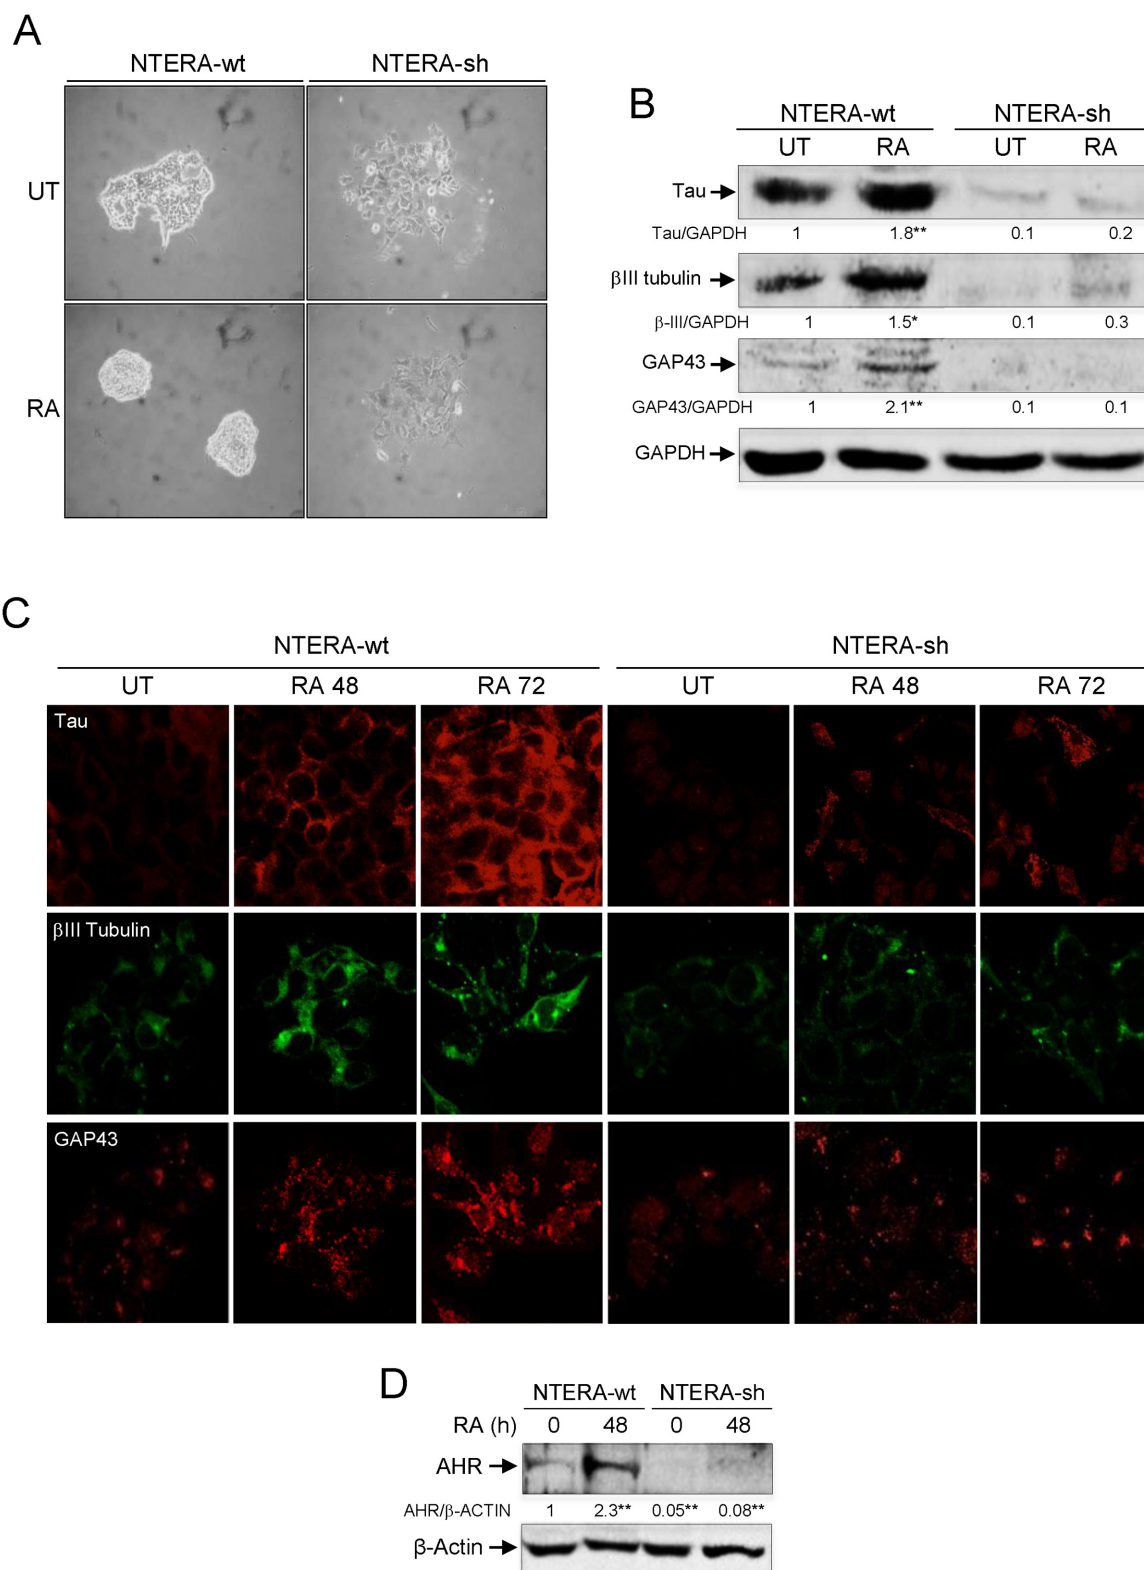 A
NTERA-wt NTERA-sh
UT
RA
B
NTERA-wt NTERA-sh
UT RA UT RA
Tau
Tau/GAPDH 1 1.8** 0.1 0.2
βIII tubulin
β-III/GAPDH 1 1.5* 0.1 0.3
GAP43
GAP43/GAPDH 1 2.1** 0.1 0.1
GAPDH
C
NTERA-wt NTERA-sh
UT RA 48 RA 72 UT RA 48 RA 72
Tau
βIII Tubulin
GAP43
D
NTERA-wt NTERA-sh
RA (h) 0 48 0 48
AHR
AHR/β-ACTIN 1 2.3** 0.05** 0.08**
β-Actin